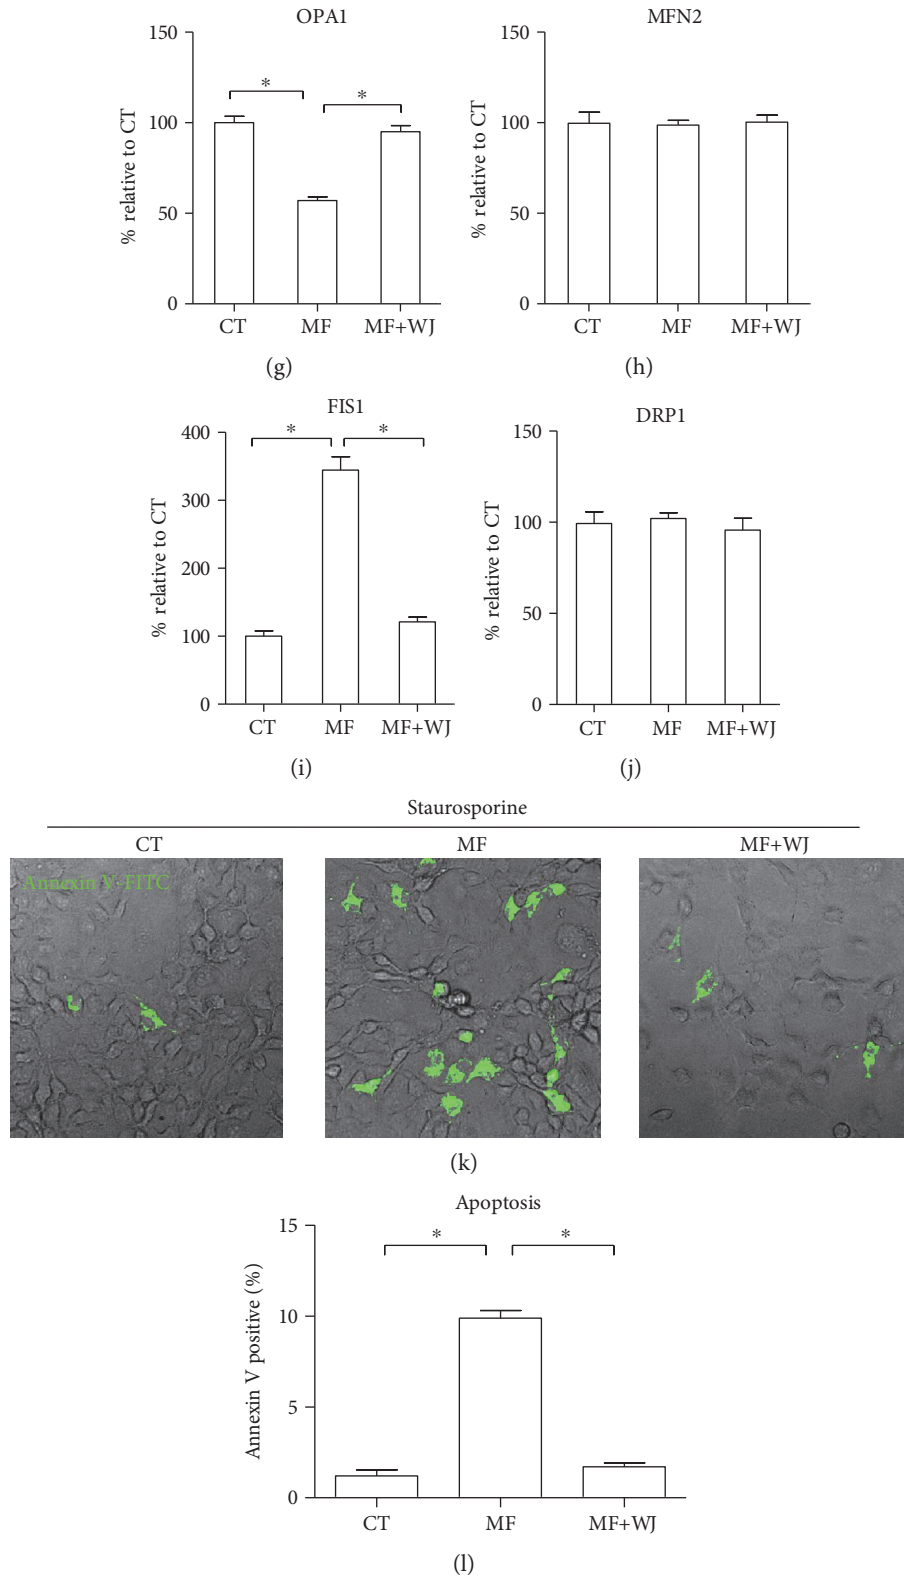 OPA1
MFN2
150
100
50
0
% relative to CT
*
*
CT MF MF+WJ
(g)
150
100
50
0
% relative to CT
CT MF MF+WJ
(h)
FIS1
400
300
200
100
0
% relative to CT
*
*
CT MF MF+WJ
(i)
DRP1
150
100
50
0
% relative to CT
CT MF MF+WJ
(j)
Staurosporine
CT MF MF+WJ
Annexin V-FITC
(k)
Apoptosis
15
10
5
0
Annexin V positive (%)
*
*
CT MF MF+WJ
(l)